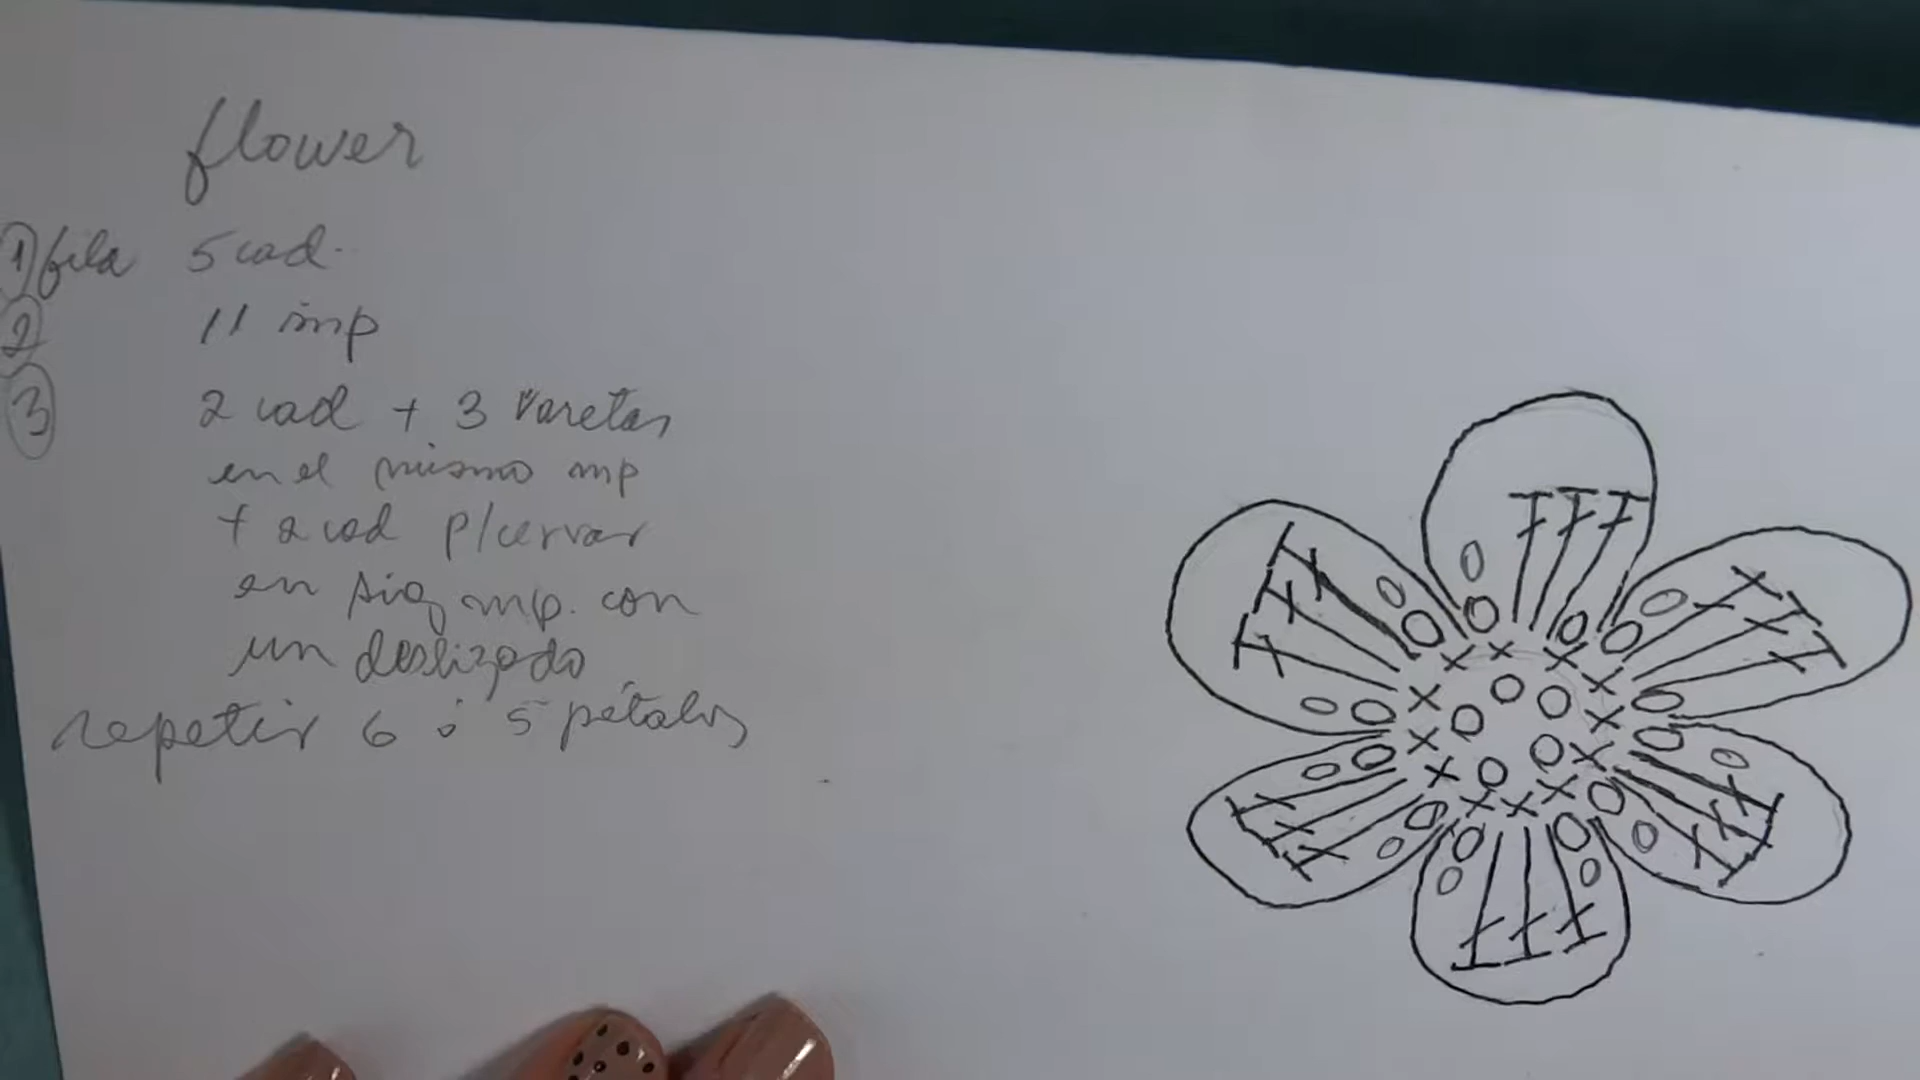 flower
1 fila 5 cad.
2 11 mp
3 2 cad + 3 varetas
en el mismo mp
+ 2 cad p/cerrar
en sig mp. con
un deslizado
repetir 6 ó 5 pétalos